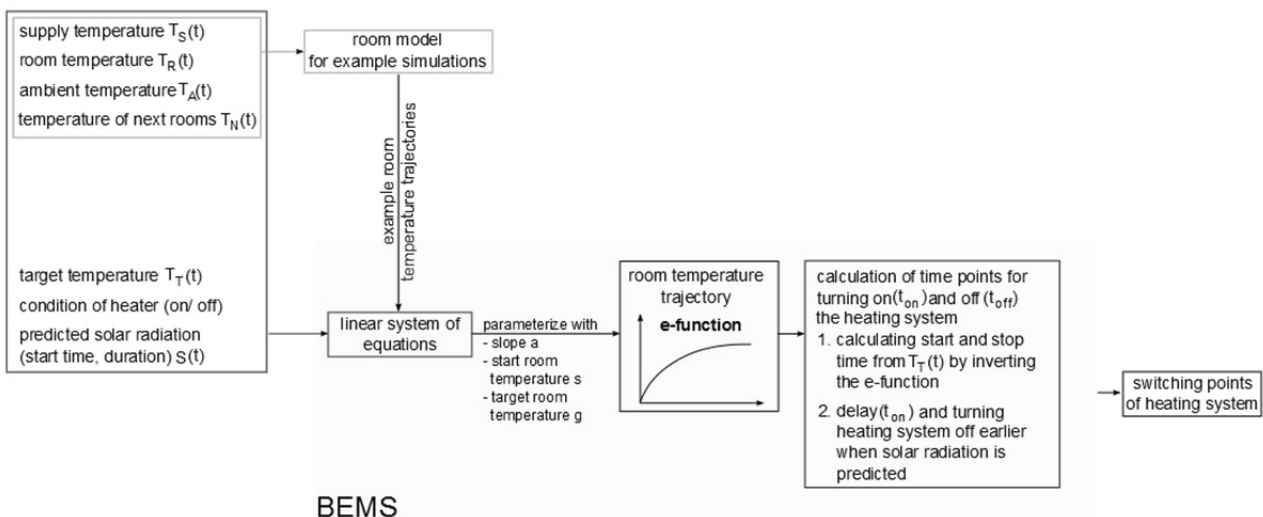 supply temperature T_S(t)
room temperature T_R(t)
ambient temperature T_A(t)
temperature of next rooms T_N(t)
target temperature T_T(t)
condition of heater (on/ off)
predicted solar radiation
(start time, duration) S(t)
room model
for example simulations
example room
temperature trajectories
linear system of
equations
parameterize with
- slope a
- start room
temperature s
- target room
temperature g
room temperature
trajectory
e-function
calculation of time points for
turning on(t_on) and off (t_off)
the heating system
1. calculating start and stop
time from T_T(t) by inverting
the e-function
2. delay(t_on) and turning
heating system off earlier
when solar radiation is
predicted
switching points
of heating system
BEMS